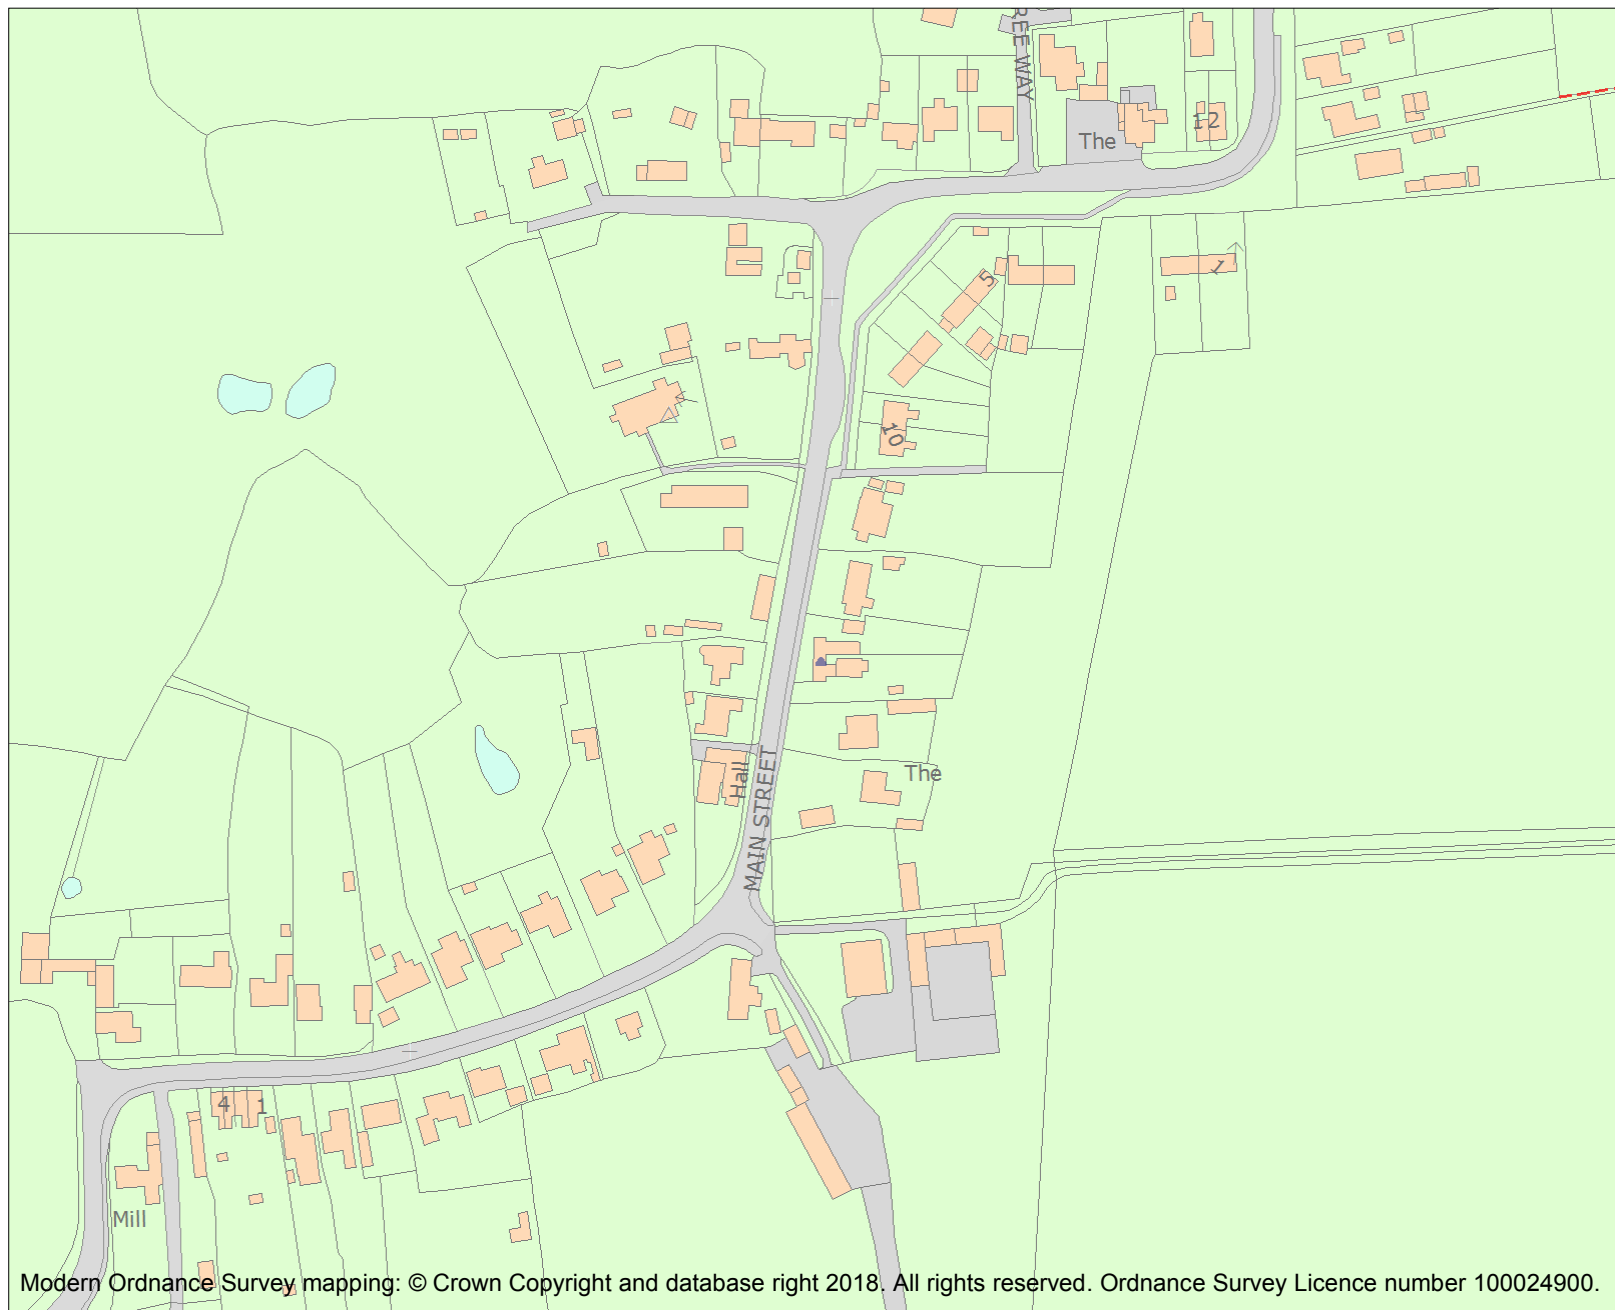 REE WAY
The
12
1
5
10
Hall
MAIN STREET
The
4 1
Mill
Modern Ordnance Survey mapping: © Crown Copyright and database right 2018. All rights reserved. Ordnance Survey Licence number 100024900.